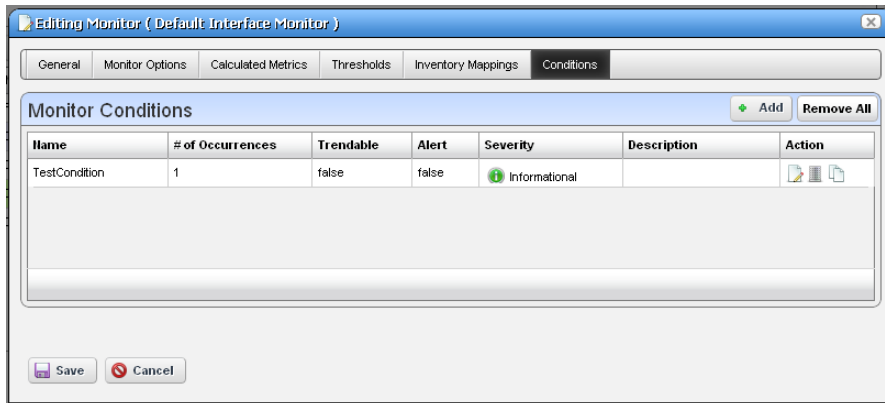 Editing Monitor ( Default Interface Monitor )
General Monitor Options Calculated Metrics Thresholds Inventory Mappings Conditions
Monitor Conditions Add Remove All
Name # of Occurrences Trendable Alert Severity Description Action
TestCondition 1 false false Informational
Save Cancel